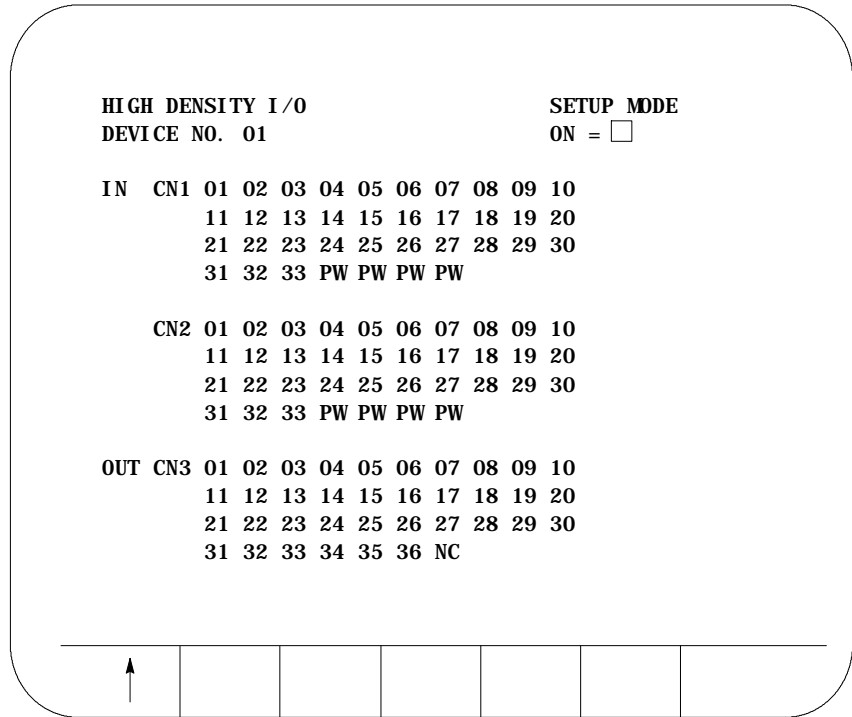 HIGH DENSITY I/O SETUP MODE
DEVICE NO. 01 ON =
IN CN1 01 02 03 04 05 06 07 08 09 10
11 12 13 14 15 16 17 18 19 20
21 22 23 24 25 26 27 28 29 30
31 32 33 PW PW PW PW
CN2 01 02 03 04 05 06 07 08 09 10
11 12 13 14 15 16 17 18 19 20
21 22 23 24 25 26 27 28 29 30
31 32 33 PW PW PW PW
OUT CN3 01 02 03 04 05 06 07 08 09 10
11 12 13 14 15 16 17 18 19 20
21 22 23 24 25 26 27 28 29 30
31 32 33 34 35 36 NC